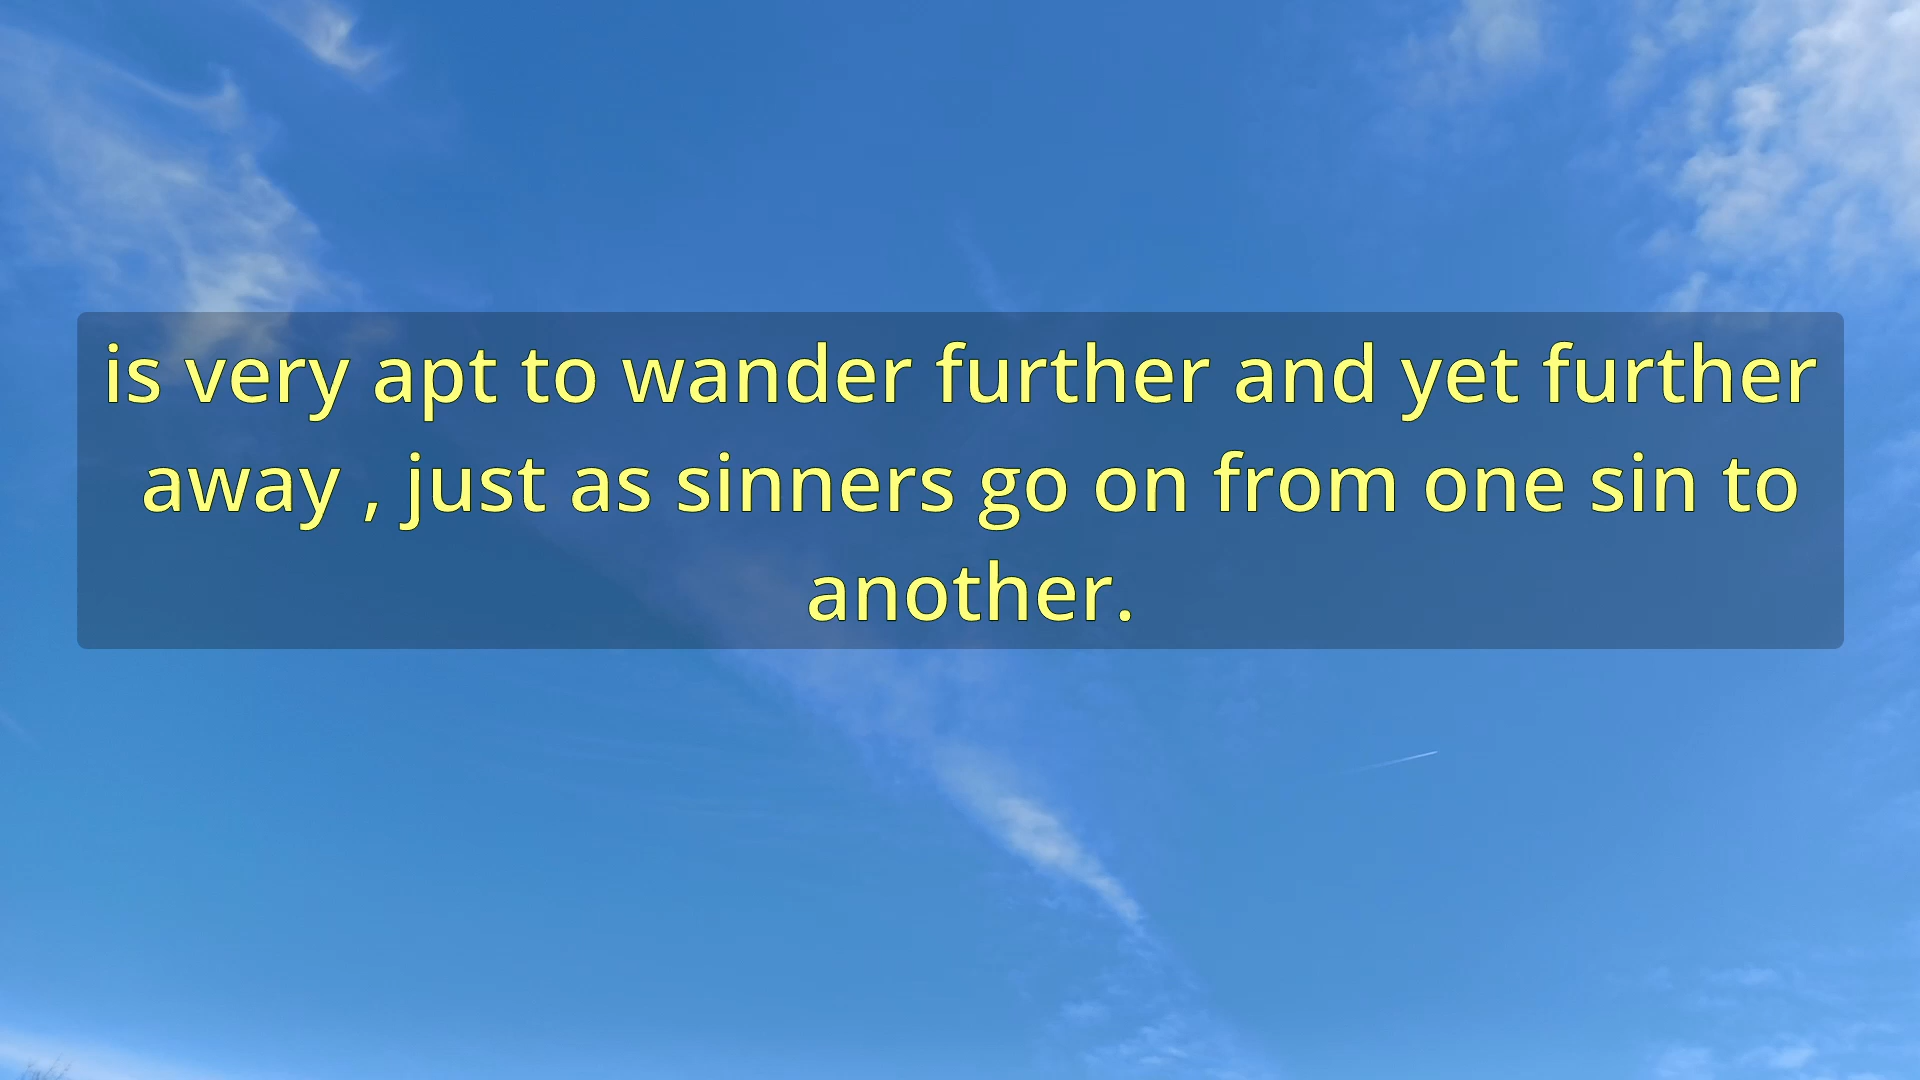 is very apt to wander further and yet further
away , just as sinners go on from one sin to
another.